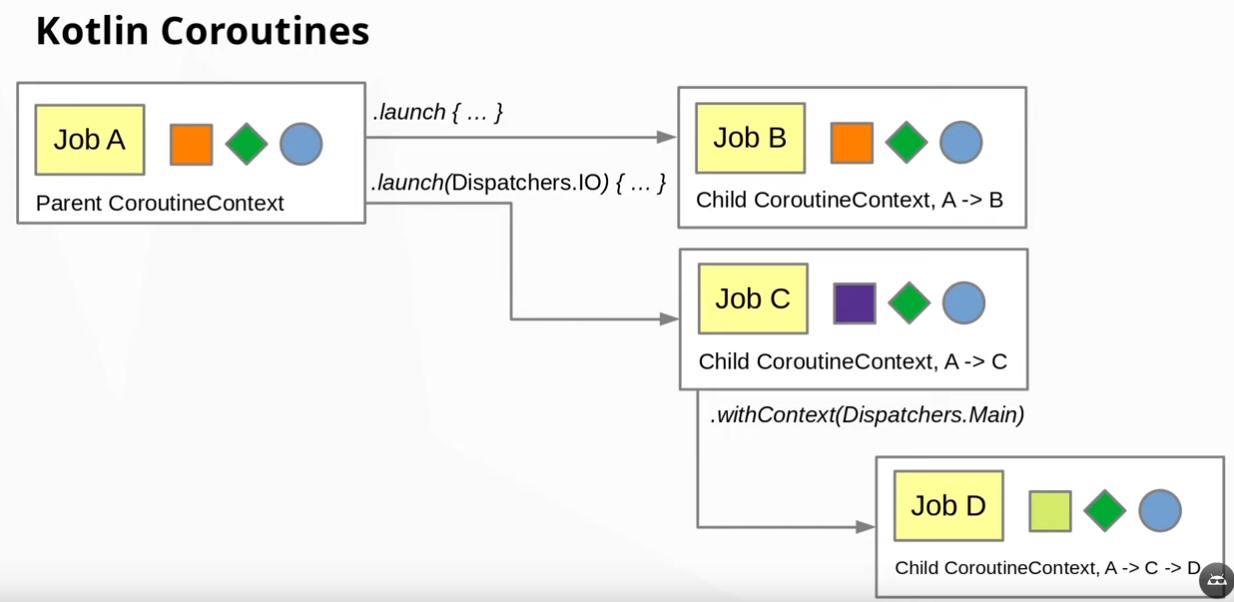 Kotlin Coroutines
Job A
Parent CoroutineContext
.launch { ... }
.launch(Dispatchers.IO) { ... }
Job B
Child CoroutineContext, A -> B
Job C
Child CoroutineContext, A -> C
.withContext(Dispatchers.Main)
Job D
Child CoroutineContext, A -> C -> D